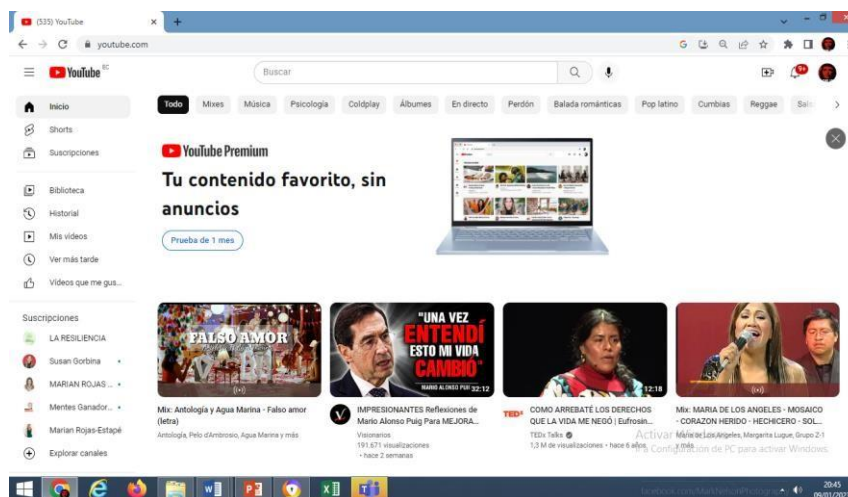 (535) YouTube
youtube.com
YouTube EC
Buscar
9+
Inicio
Shorts
Suscripciones
Biblioteca
Historial
Mis videos
Ver más tarde
Videos que me gus...
Suscripciones
LA RESILIENCIA
Susan Gorbina
MARIAN ROJAS ...
Mentes Ganador...
Marian Rojas-Estapé
Explorar canales
Todo Mixes Música Psicología Coldplay Álbumes En directo Perdón Balada románticas Pop latino Cumbias Reggae
YouTube Premium
Tu contenido favorito, sin
anuncios
Prueba de 1 mes
FALSO AMOR
Mix: Antología y Agua Marina - Falso amor
(letra)
Antología, Pelo d'Ambrosio, Agua Marina y más
"UNA VEZ
ENTENDÍ
ESTO MI VIDA
CAMBIÓ"
MARIO ALONSO PUIG
32:12
IMPRESIONANTES Reflexiones de
Mario Alonso Puig Para MEJORA...
Visionarios
191.671 visualizaciones
• hace 2 semanas
12:18
TEDx
COMO ARREBATÉ LOS DERECHOS
QUE LA VIDA ME NEGÓ | Eufrosin...
TEDx Talks
1,3 M de visualizaciones • hace 6 años
Mix: MARIA DE LOS ANGELES - MOSAICO
- CORAZON HERIDO - HECHICERO - SOL...
Maria de Los Angeles, Margarita Lugue, Grupo Z-1
y más
Activar Windows
Ir a Configuración de PC para activar Windows
20:45